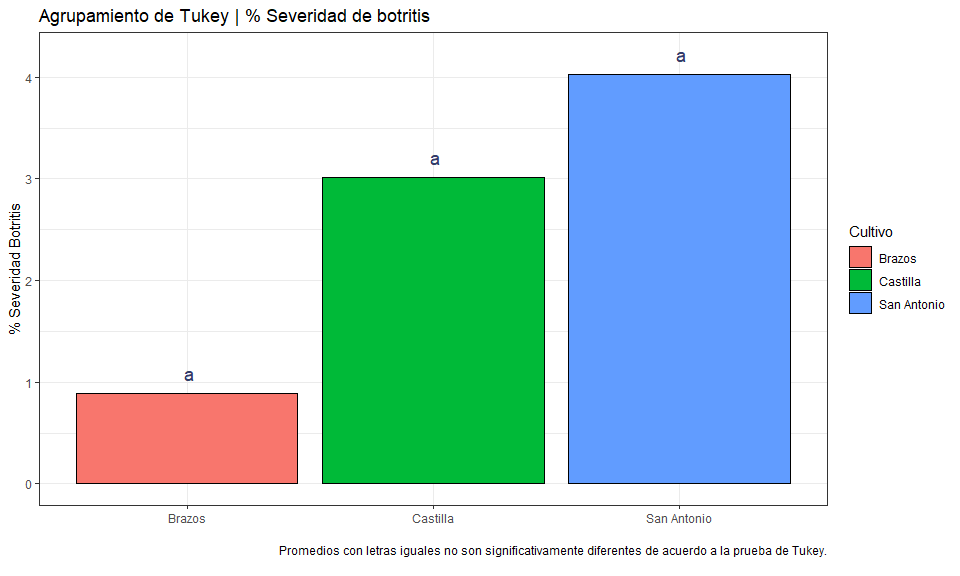 Agrupamiento de Tukey | % Severidad de botritis
% Severidad Botritis
4
3
2
1
0
a
a
a
Brazos
Castilla
San Antonio
Cultivo
Brazos
Castilla
San Antonio
Promedios con letras iguales no son significativamente diferentes de acuerdo a la prueba de Tukey.